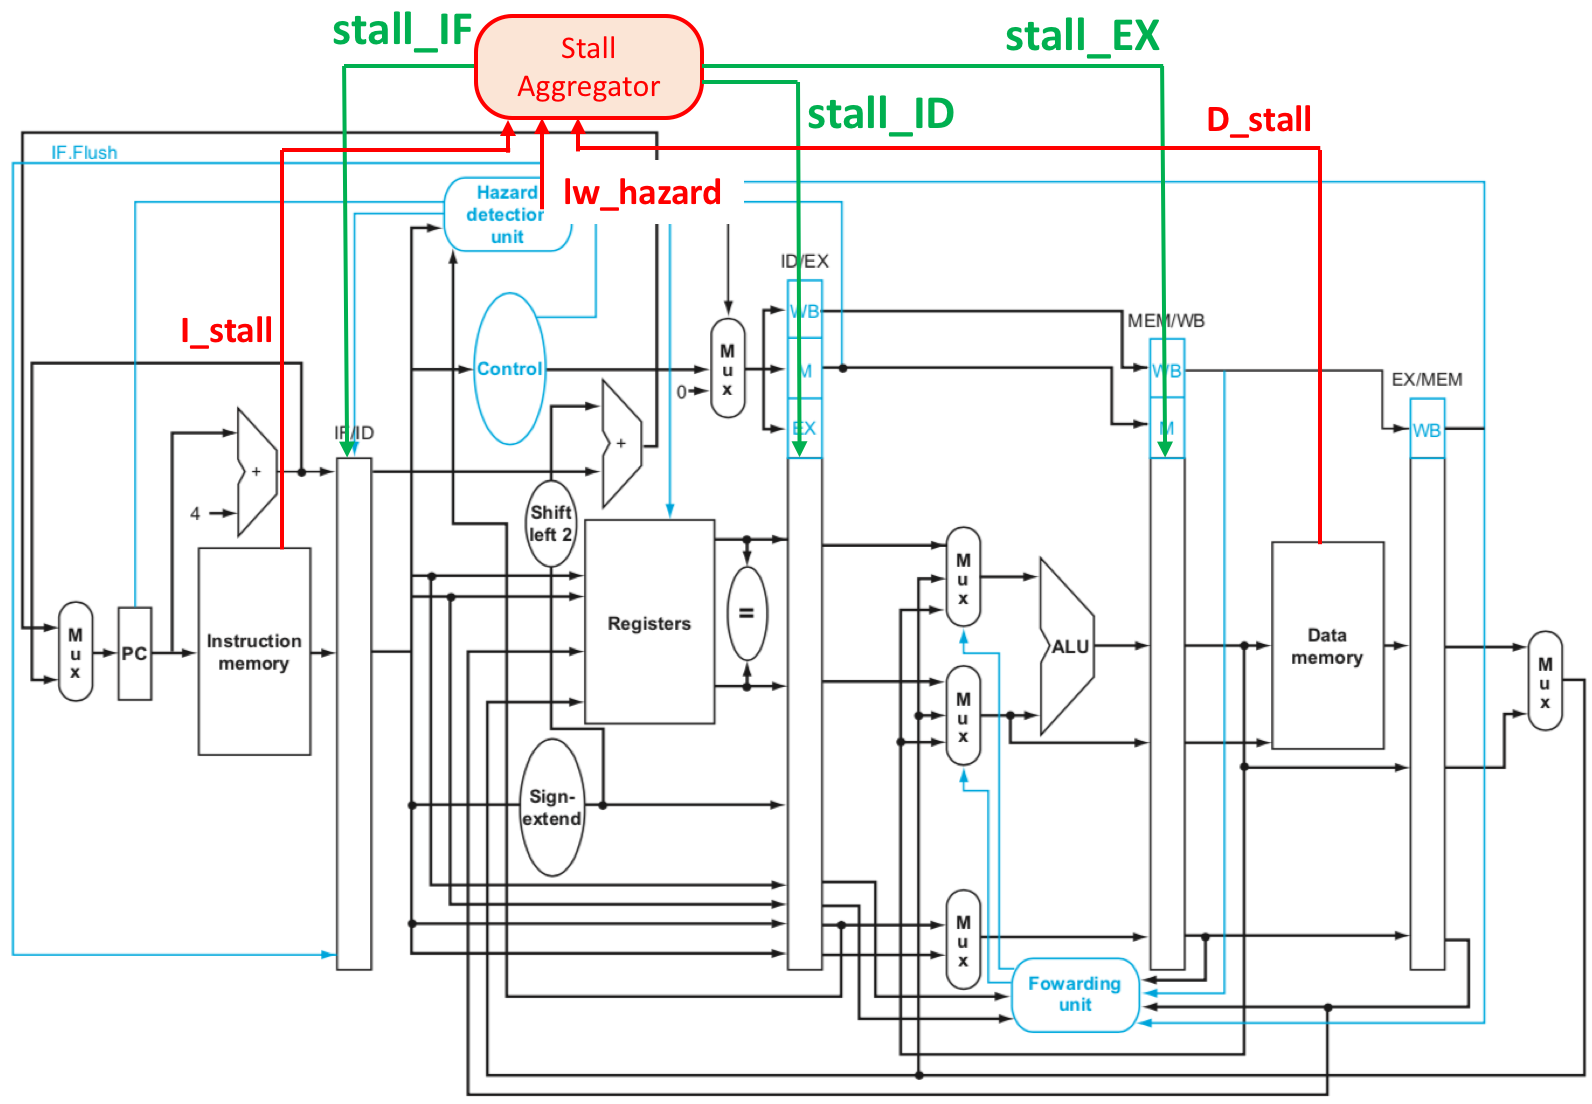 stall_IF
Stall
Aggregator
stall_EX
stall_ID
D_stall
IF.Flush
Hazard
detection
unit
lw_hazard
ID/EX
I_stall
Control
0
M
u
x
WB
M
EX
MEM/WB
WB
M
EX/MEM
WB
IF/ID
+
4
+
Shift
left 2
M
u
x
PC
Instruction
memory
Registers
=
M
u
x
M
u
x
ALU
Data
memory
M
u
x
Sign-
extend
M
u
x
Fowarding
unit